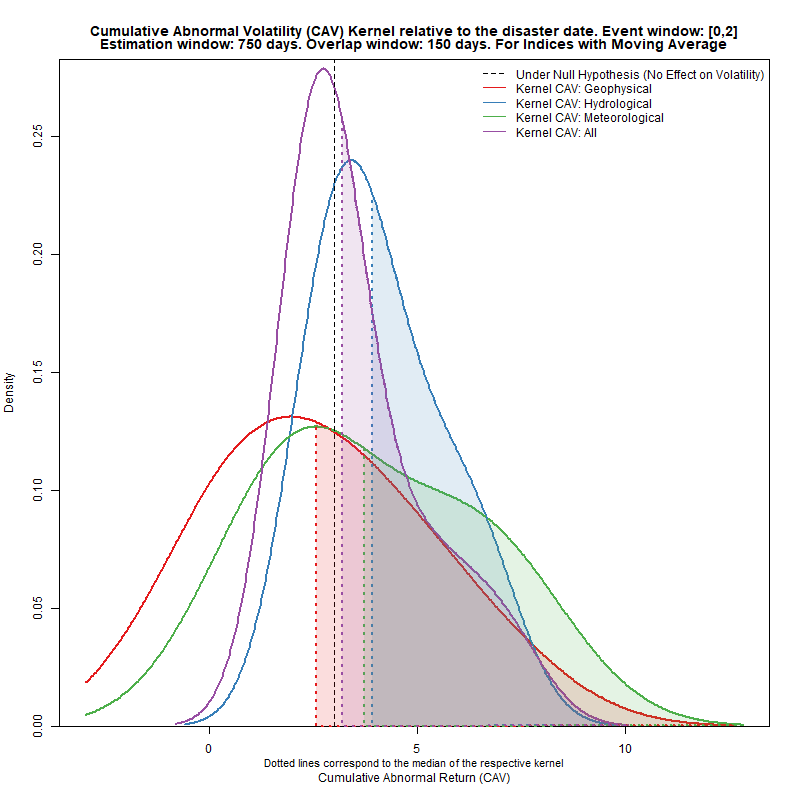 Cumulative Abnormal Volatility (CAV) Kernel relative to the disaster date. Event window: [0,2]
Estimation window: 750 days. Overlap window: 150 days. For Indices with Moving Average
Under Null Hypothesis (No Effect on Volatility)
Kernel CAV: Geophysical
Kernel CAV: Hydrological
Kernel CAV: Meteorological
Kernel CAV: All
Density
0.25
0.20
0.15
0.10
0.05
0.00
0 5 10
Dotted lines correspond to the median of the respective kernel
Cumulative Abnormal Return (CAV)